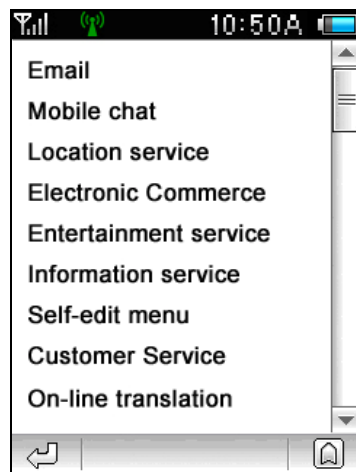 10:50A
Email
Mobile chat
Location service
Electronic Commerce
Entertainment service
Information service
Self-edit menu
Customer Service
On-line translation